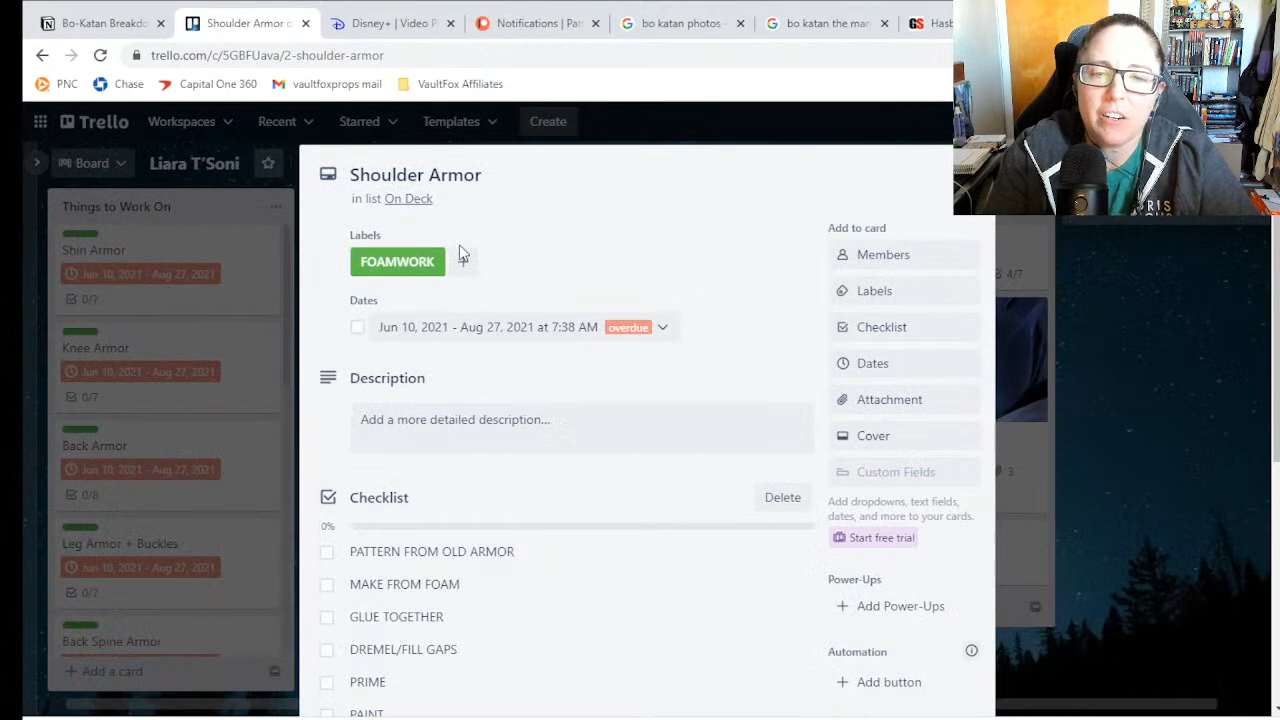 Bo-Katan Breakdo
Shoulder Armor o
Disney+ | Video P
Notifications | Pat
bo katan photos -
bo katan the man
GS Hasb
trello.com/c/5GBFUava/2-shoulder-armor
PNC
Chase
Capital One 360
vaultfoxprops mail
VaultFox Affiliates
Trello
Workspaces
Recent
Starred
Templates
Create
Board
Liara T'Soni
Things to Work On
Shin Armor
Jun 10, 2021 - Aug 27, 2021
0/7
Knee Armor
Jun 10, 2021 - Aug 27, 2021
0/7
Back Armor
Jun 10, 2021 - Aug 27, 2021
0/8
Leg Armor + Buckles
Jun 10, 2021 - Aug 27, 2021
0/7
Back Spine Armor
Add a card
Shoulder Armor
in list On Deck
Labels
FOAMWORK
Dates
Jun 10, 2021 - Aug 27, 2021 at 7:38 AM overdue
Description
Add a more detailed description...
Checklist
Delete
0%
PATTERN FROM OLD ARMOR
MAKE FROM FOAM
GLUE TOGETHER
DREMEL/FILL GAPS
PRIME
PAINT
Add to card
Members
Labels
Checklist
Dates
Attachment
Cover
Custom Fields
Add dropdowns, text fields,
dates, and more to your cards.
Start free trial
Power-Ups
+ Add Power-Ups
Automation
+ Add button
4/7
3